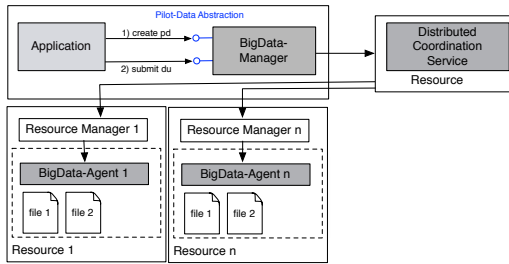 Pilot-Data Abstraction
Application
1) create pd
2) submit du
BigData-
Manager
Distributed
Coordination
Service
Resource
Resource Manager 1
BigData-Agent 1
file 1
file 2
Resource 1
Resource Manager n
BigData-Agent n
file 1
file 2
Resource n